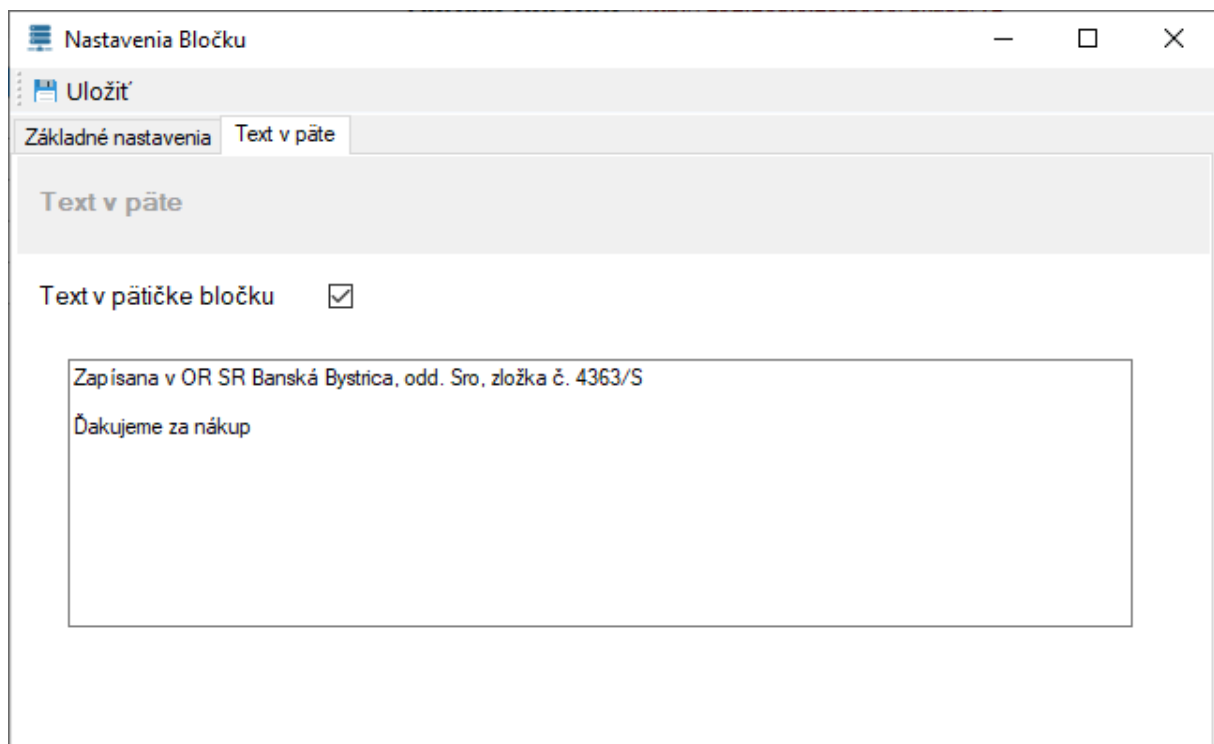 Nastavenia Bločku
Uložiť
Základné nastavenia
Text v päte
Text v päte
Text v pätičke bločku
Zapísana v OR SR Banská Bystrica, odd. Sro, zložka č. 4363/S
Ďakujeme za nákup